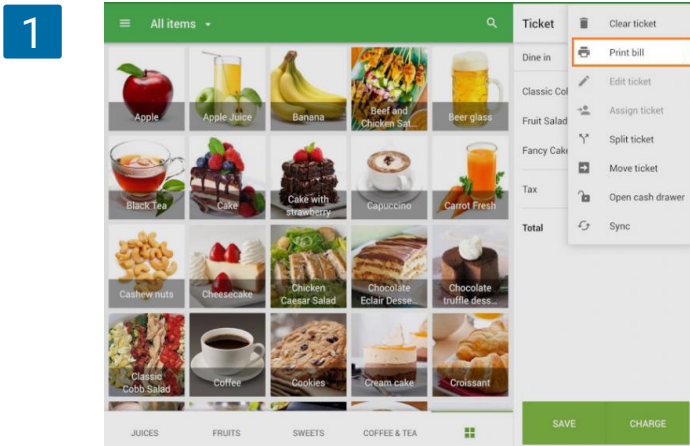 1
All items
Ticket
Clear ticket
Dine in
Print bill
Edit ticket
Classic Col
Assign ticket
Fruit Salad
Split ticket
Fancy Cake
Move ticket
Tax
Open cash drawer
Total
Sync
Apple
Apple Juice
Banana
Beef and
Chicken Sat...
Beer glass
Black Tea
Cake
Cake with
strawberry
Capuccino
Carrot Fresh
Cashew nuts
Cheesecake
Chicken
Caesar Salad
Chocolate
Eclair Desse...
Chocolate
truffle dess...
Classic
Cobb Salad
Coffee
Cookies
Cream cake
Croissant
JUICES
FRUITS
SWEETS
COFFEE & TEA
SAVE
CHARGE